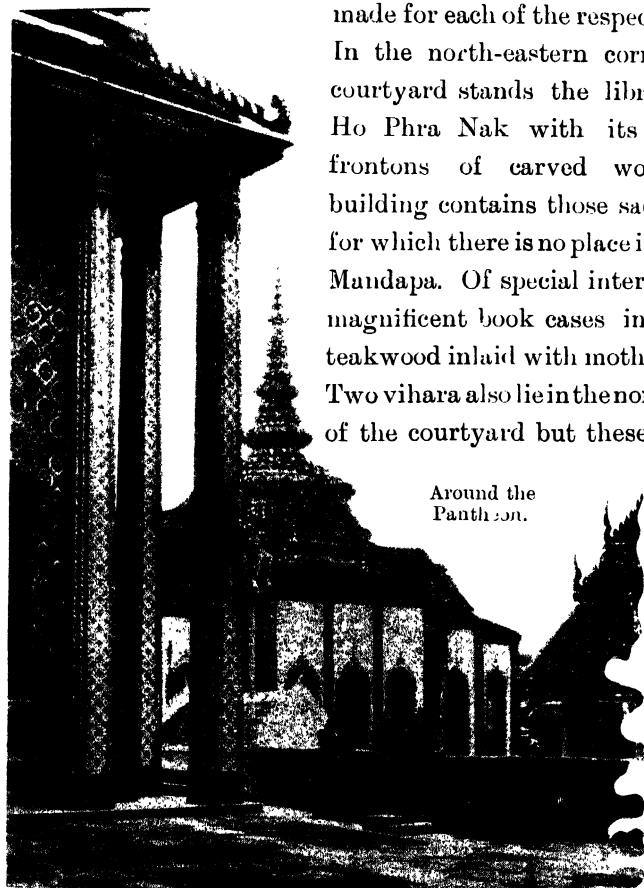 made for each of the respec
In the north-eastern corn
courtyard stands the libr
Ho Phra Nak with its
frontons of carved wo
building contains those sa
for which there is no place i
Mandapa. Of special inter
magnificent book cases in
teakwood inlaid with moth
Two vihara also lie in the no
of the courtyard but these
Around the
Pantheon.